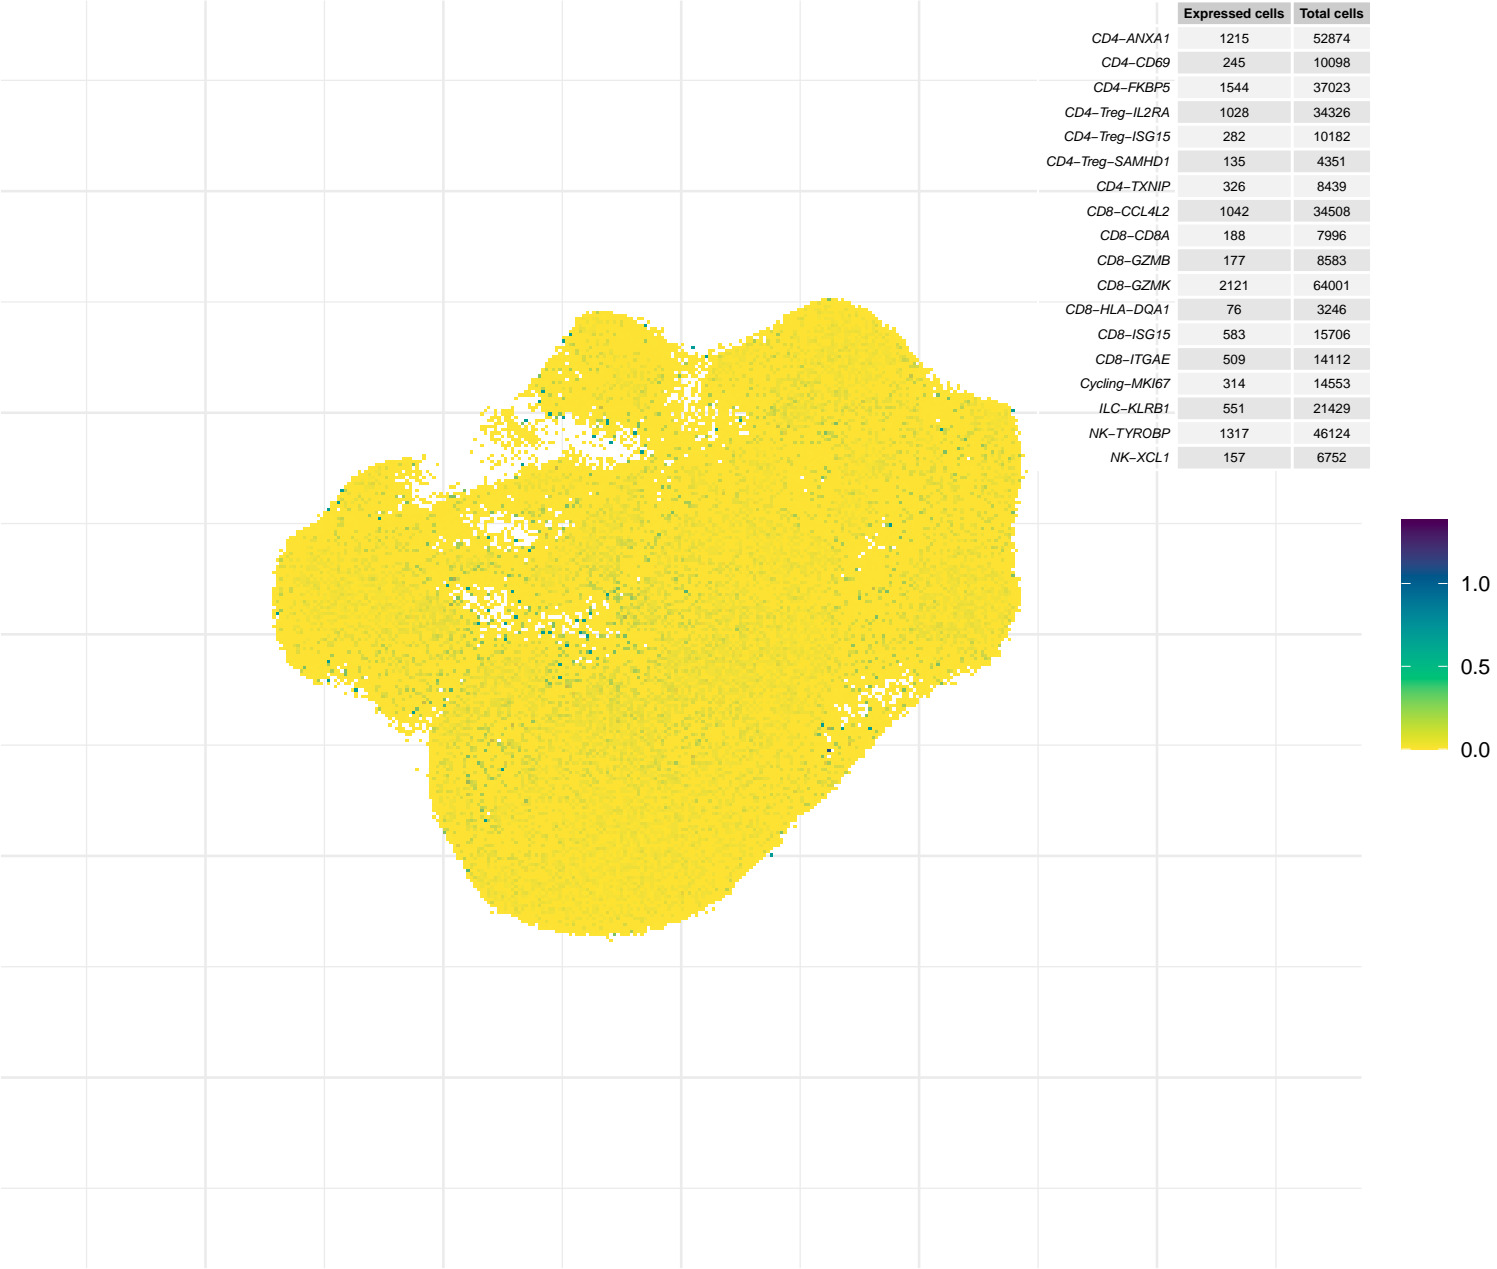 Expressed cells Total cells
CD4−ANXA1 1215 52874
CD4−CD69 245 10098
CD4−FKBP5 1544 37023
CD4−Treg−IL2RA 1028 34326
CD4−Treg−ISG15 282 10182
CD4−Treg−SAMHD1 135 4351
CD4−TXNIP 326 8439
CD8−CCL4L2 1042 34508
CD8−CD8A 188 7996
CD8−GZMB 177 8583
CD8−GZMK 2121 64001
CD8−HLA−DQA1 76 3246
CD8−ISG15 583 15706
CD8−ITGAE 509 14112
Cycling−MKI67 314 14553
ILC−KLRB1 551 21429
NK−TYROBP 1317 46124
NK−XCL1 157 6752
1.0
0.5
0.0